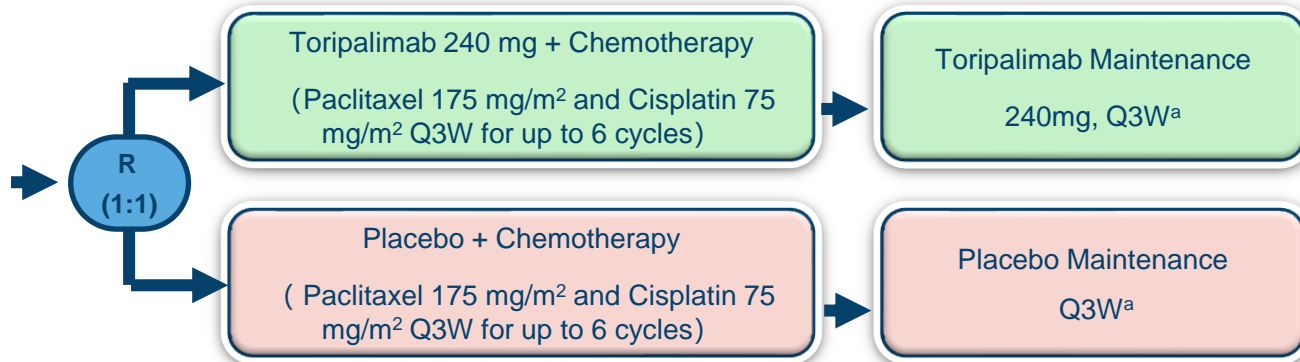 Toripalimab 240 mg + Chemotherapy
(Paclitaxel 175 mg/m² and Cisplatin 75
mg/m² Q3W for up to 6 cycles)
Toripalimab Maintenance
240mg, Q3Wᵃ
R
(1:1)
Placebo + Chemotherapy
( Paclitaxel 175 mg/m² and Cisplatin 75
mg/m² Q3W for up to 6 cycles)
Placebo Maintenance
Q3Wᵃ